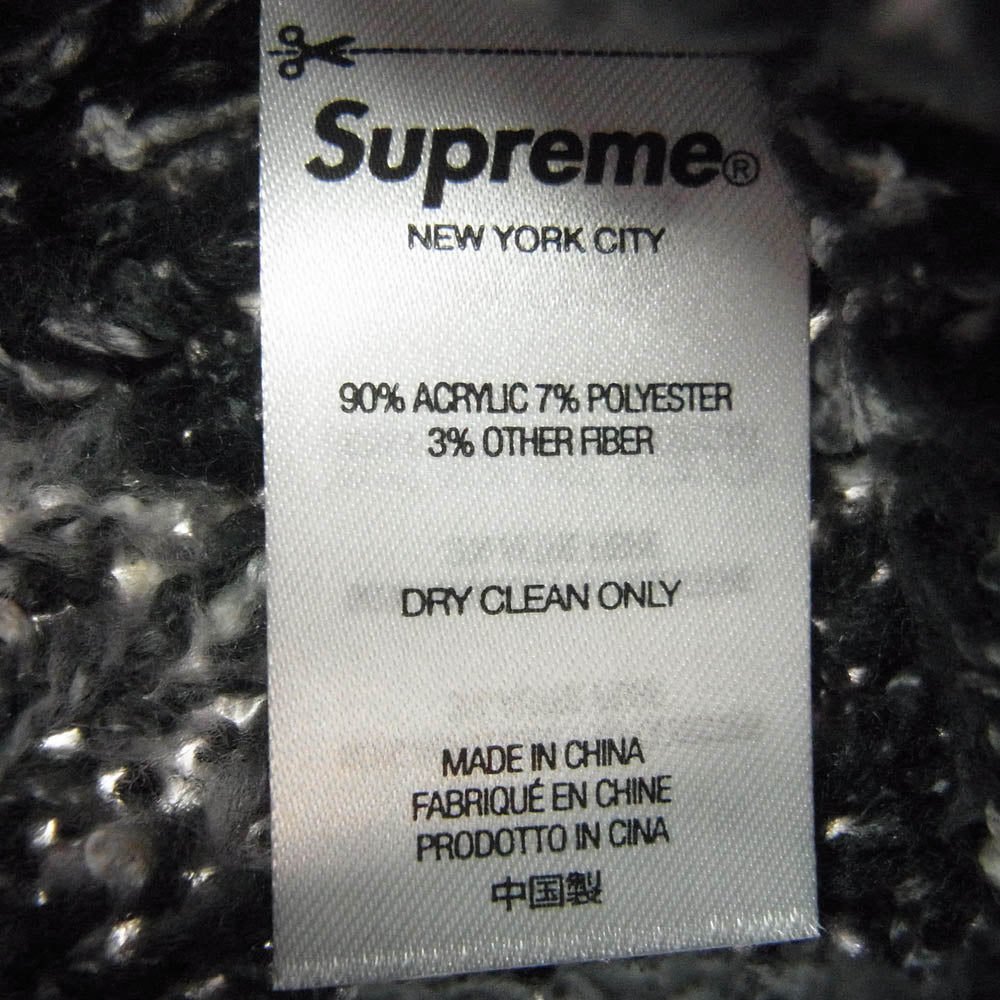 Supreme®
NEW YORK CITY
90% ACRYLIC 7% POLYESTER
3% OTHER FIBER
DRY CLEAN ONLY
MADE IN CHINA
FABRIQUÉ EN CHINE
PRODOTTO IN CINA
中国製